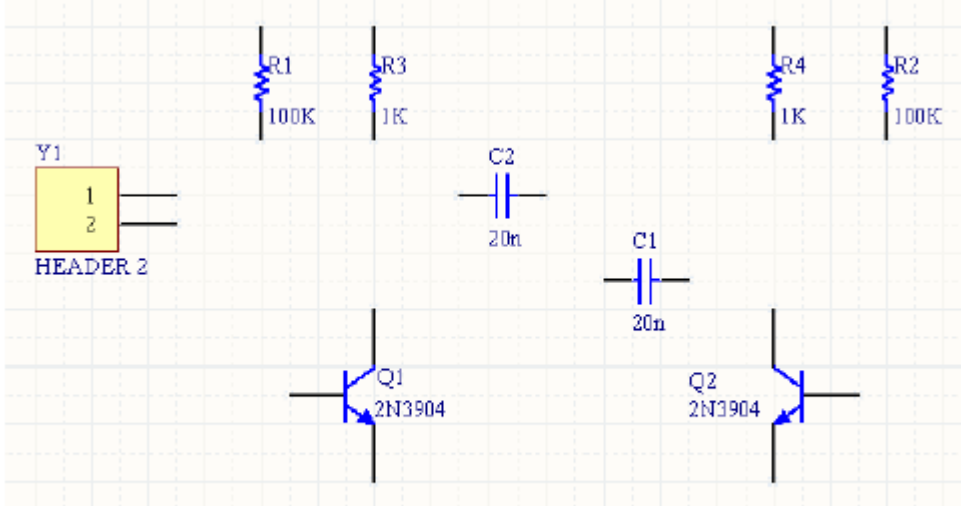 R1
100K
R3
1K
R4
1K
R2
100K
Y1
1
2
HEADER 2
C2
20n
C1
20n
Q1
2N3904
Q2
2N3904